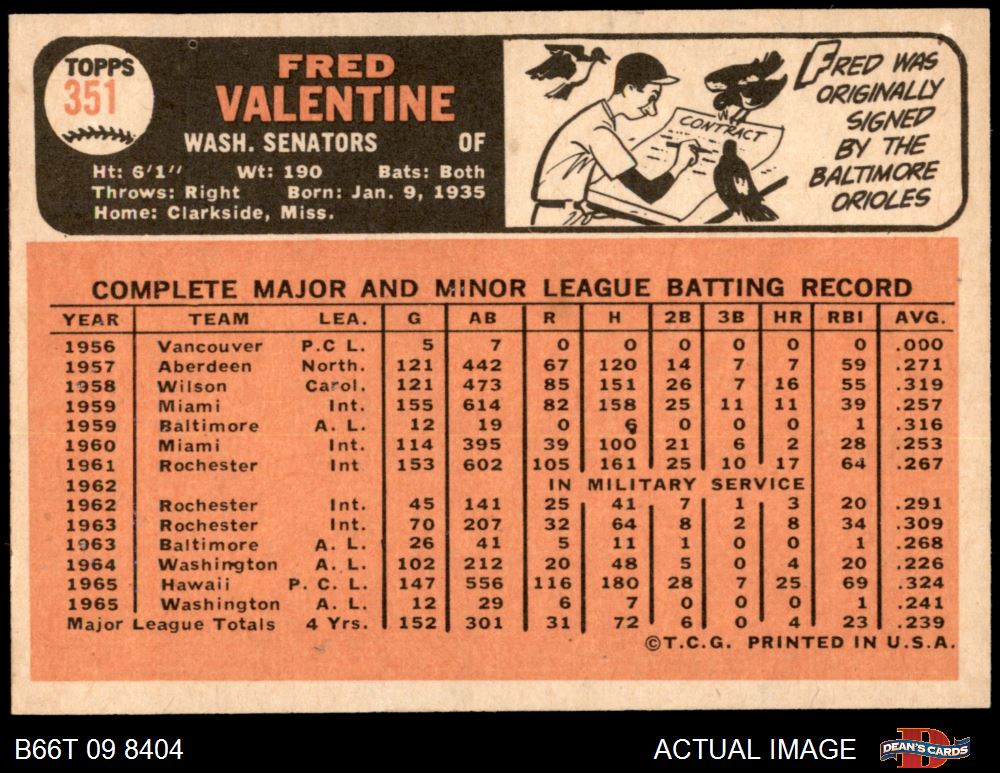 TOPPS
351
FRED
VALENTINE
WASH. SENATORS OF
Ht: 6'1" Wt: 190 Bats: Both
Throws: Right Born: Jan. 9, 1935
Home: Clarkside, Miss.
CONTRACT
FRED WAS
ORIGINALLY
SIGNED
BY THE
BALTIMORE
ORIOLES
COMPLETE MAJOR AND MINOR LEAGUE BATTING RECORD
YEAR TEAM LEA. G AB R H 2B 3B HR RBI AVG.
1956 Vancouver P.C L. 5 7 0 0 0 0 0 0 .000
1957 Aberdeen North. 121 442 67 120 14 7 7 59 .271
1958 Wilson Carol. 121 473 85 151 26 7 16 55 .319
1959 Miami Int. 155 614 82 158 25 11 11 39 .257
1959 Baltimore A. L. 12 19 0 6 0 0 0 1 .316
1960 Miami Int. 114 395 39 100 21 6 2 28 .253
1961 Rochester Int 153 602 105 161 25 10 17 64 .267
1962 IN MILITARY SERVICE
1962 Rochester Int. 45 141 25 41 7 1 3 20 .291
1963 Rochester Int. 70 207 32 64 8 2 8 34 .309
1963 Baltimore A. L. 26 41 5 11 1 0 0 1 .268
1964 Washington A. L. 102 212 20 48 5 0 4 20 .226
1965 Hawaii P. C. L. 147 556 116 180 28 7 25 69 .324
1965 Washington A. L. 12 29 6 7 0 0 0 1 .241
Major League Totals 4 Yrs. 152 301 31 72 6 0 4 23 .239
©T.C.G. PRINTED IN U.S.A.
B66T 09 8404 ACTUAL IMAGE DEAN'S CARDS